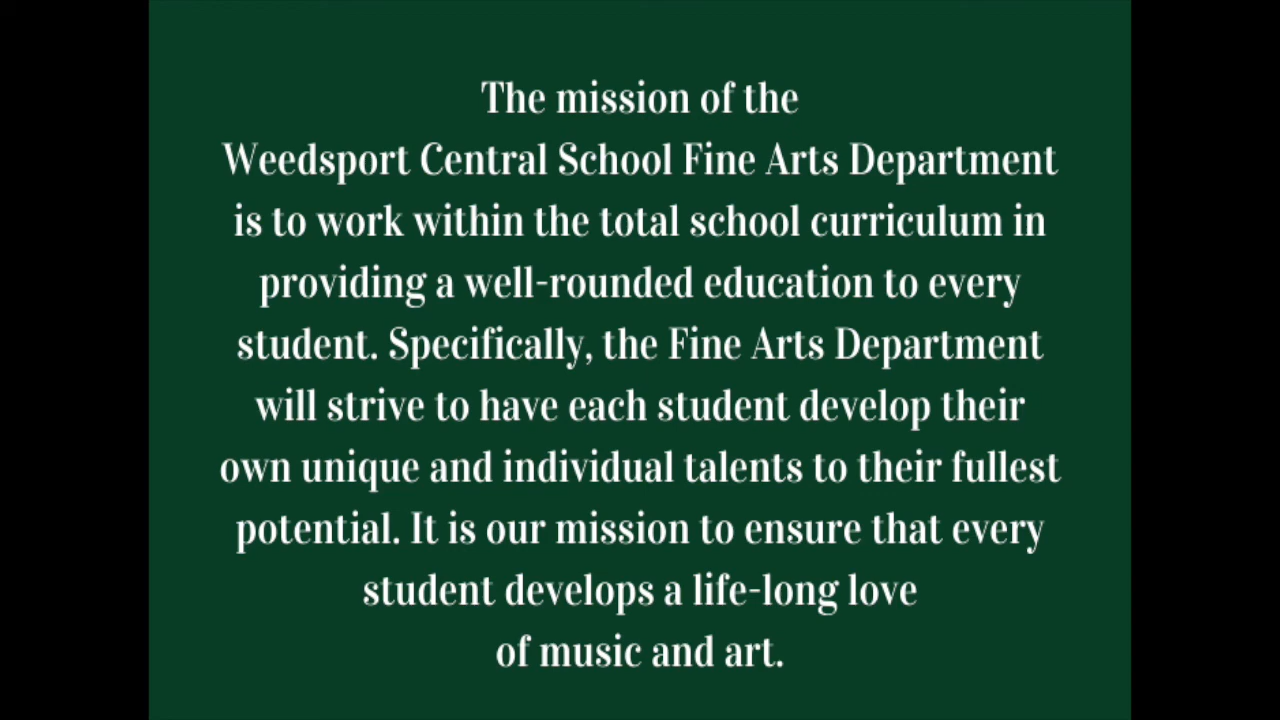 The mission of the
Weedsport Central School Fine Arts Department
is to work within the total school curriculum in
providing a well-rounded education to every
student. Specifically, the Fine Arts Department
will strive to have each student develop their
own unique and individual talents to their fullest
potential. It is our mission to ensure that every
student develops a life-long love
of music and art.